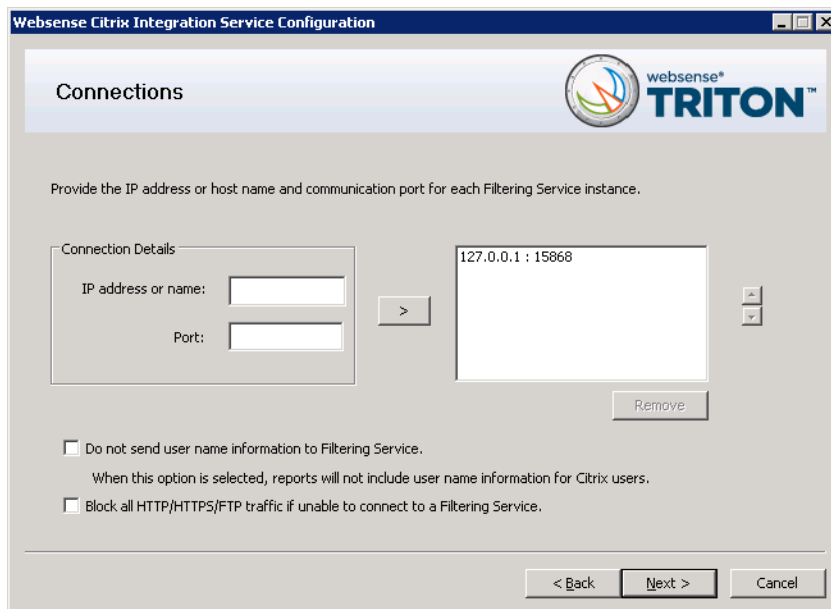 Websense Citrix Integration Service Configuration
Connections
websense®
TRITON™
Provide the IP address or host name and communication port for each Filtering Service instance.
Connection Details
IP address or name:
Port:
>
127.0.0.1 : 15868
Remove
Do not send user name information to Filtering Service.
When this option is selected, reports will not include user name information for Citrix users.
Block all HTTP/HTTPS/FTP traffic if unable to connect to a Filtering Service.
< Back
Next >
Cancel